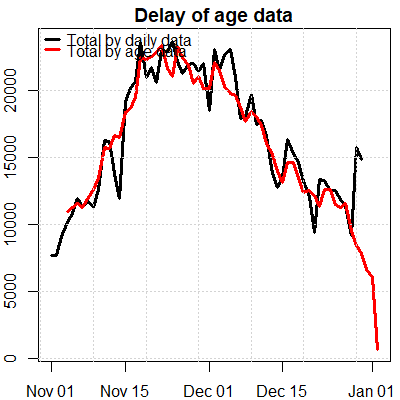 Delay of age data
Total by daily data
Total by age data
20000
15000
10000
5000
0
Nov 01 Nov 15 Dec 01 Dec 15 Jan 01